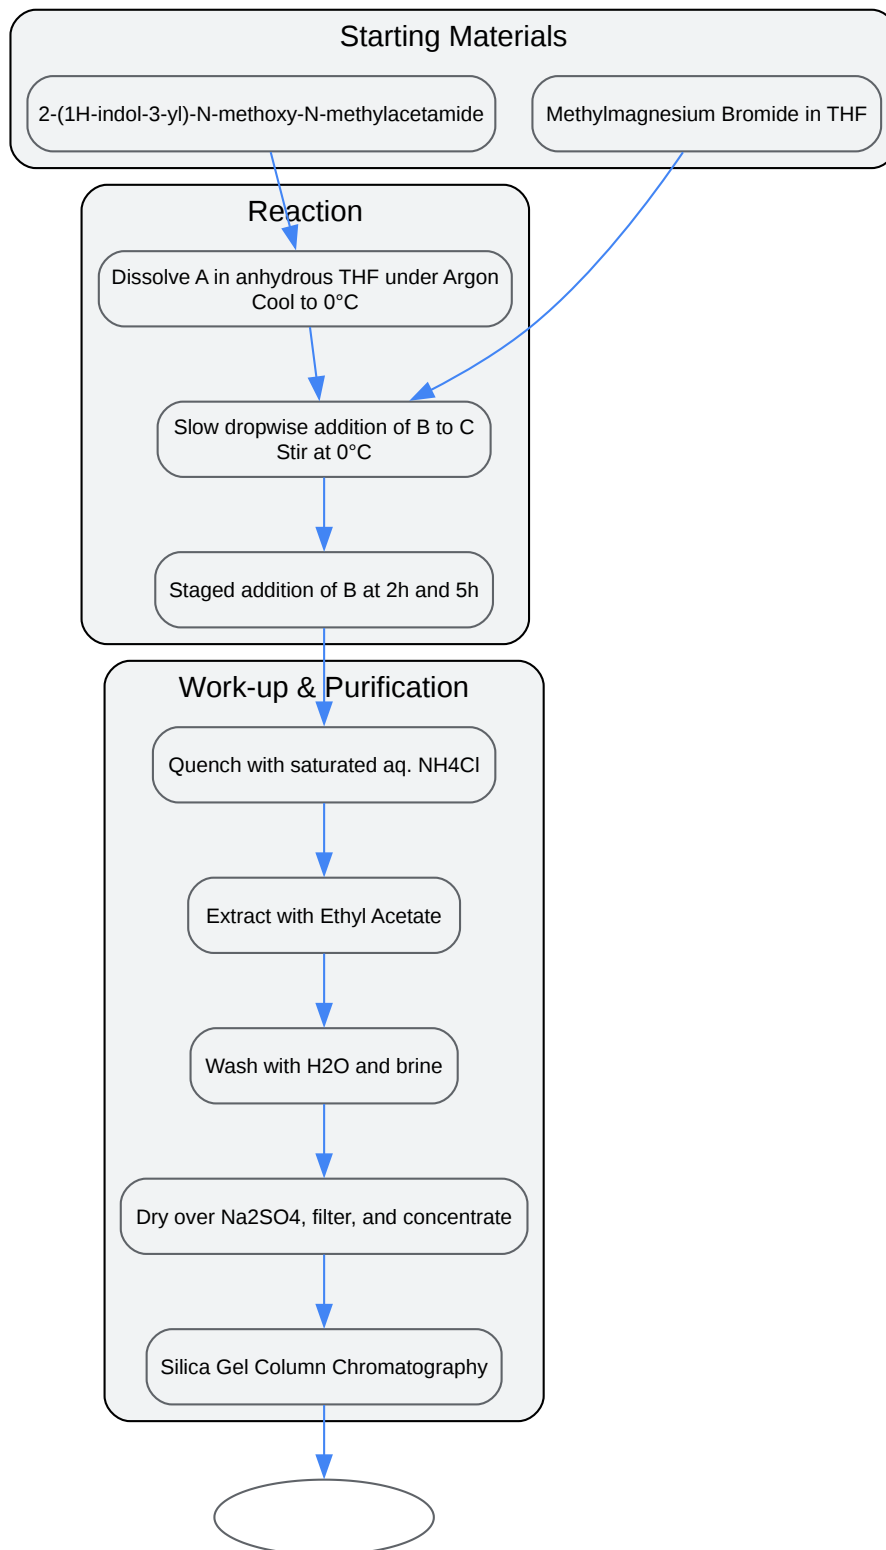 Starting Materials
2-(1H-indol-3-yl)-N-methoxy-N-methylacetamide
Methylmagnesium Bromide in THF
Reaction
Dissolve A in anhydrous THF under Argon
Cool to 0°C
Slow dropwise addition of B to C
Stir at 0°C
Staged addition of B at 2h and 5h
Work-up & Purification
Quench with saturated aq. NH4Cl
Extract with Ethyl Acetate
Wash with H2O and brine
Dry over Na2SO4, filter, and concentrate
Silica Gel Column Chromatography